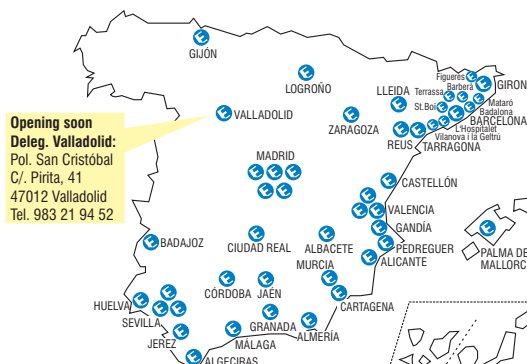 GIJÓN
LOGROÑO
Figueres
GIRON
Barberà
Terrassa
LLEIDA
St.Boi
Mataró
Badalona
BARCELONA
L'Hospitalet
Vilanova i la Geltrú
VALLADOLID
ZARAGOZA
REUS
TARRAGONA
Opening soon
Deleg. Valladolid:
Pol. San Cristóbal
C/. Pirita, 41
47012 Valladolid
Tel. 983 21 94 52
MADRID
CASTELLÓN
VALENCIA
GANDÍA
BADAJOZ
CIUDAD REAL
ALBACETE
PEDREGUER
PALMA DE
MALLORC
ALICANTE
MURCIA
CÓRDOBA
JAÉN
CARTAGENA
HUELVA
SEVILLA
GRANADA
ALMERÍA
JEREZ
MÁLAGA
ALGECIRAS